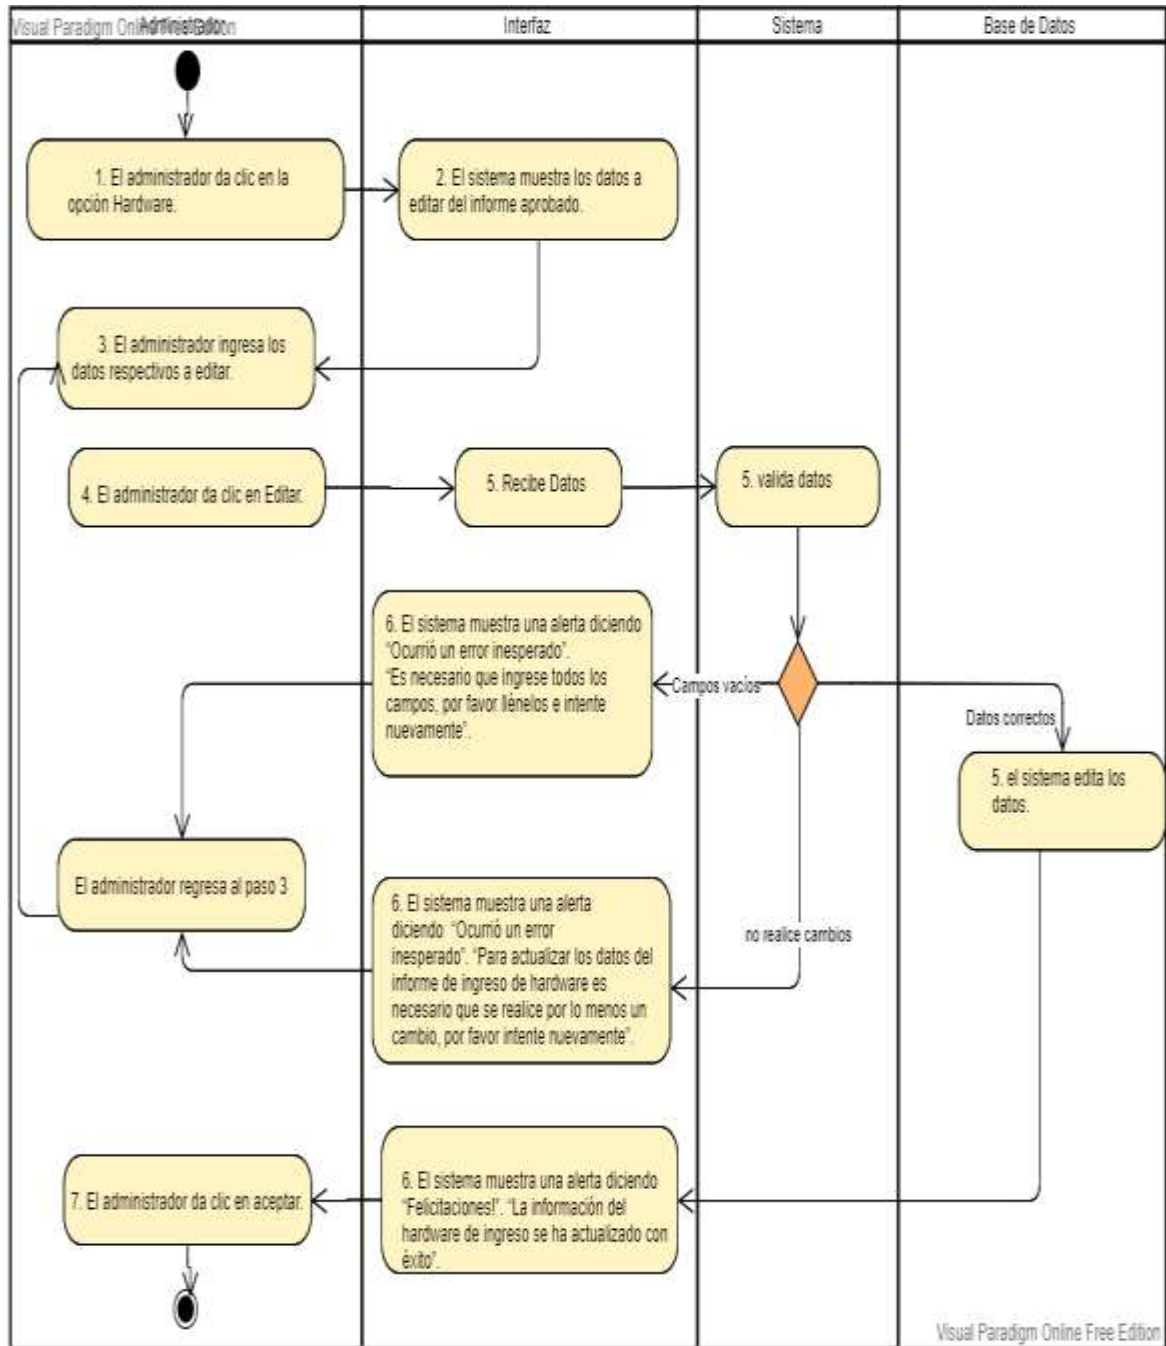 Visual Paradigm Online Free Edition
Administrador
Interfaz
Sistema
Base de Datos
1. El administrador da clic en la
opción Hardware.
2. El sistema muestra los datos a
editar del informe aprobado.
3. El administrador ingresa los
datos respectivos a editar.
4. El administrador da clic en Editar.
5. Recibe Datos
5. valida datos
6. El sistema muestra una alerta diciendo
“Ocurrió un error inesperado”.
“Es necesario que ingrese todos los
campos, por favor llénelos e intente
nuevamente”.
Campos vacíos
Datos correctos
5. el sistema edita los
datos.
El administrador regresa al paso 3
6. El sistema muestra una alerta
diciendo “Ocurrió un error
inesperado”. “Para actualizar los datos del
informe de ingreso de hardware es
necesario que se realice por lo menos un
cambio, por favor intente nuevamente”.
no realice cambios
6. El sistema muestra una alerta diciendo
“Felicitaciones!”. “La información del
hardware de ingreso se ha actualizado con
éxito”.
7. El administrador da clic en aceptar.
Visual Paradigm Online Free Edition